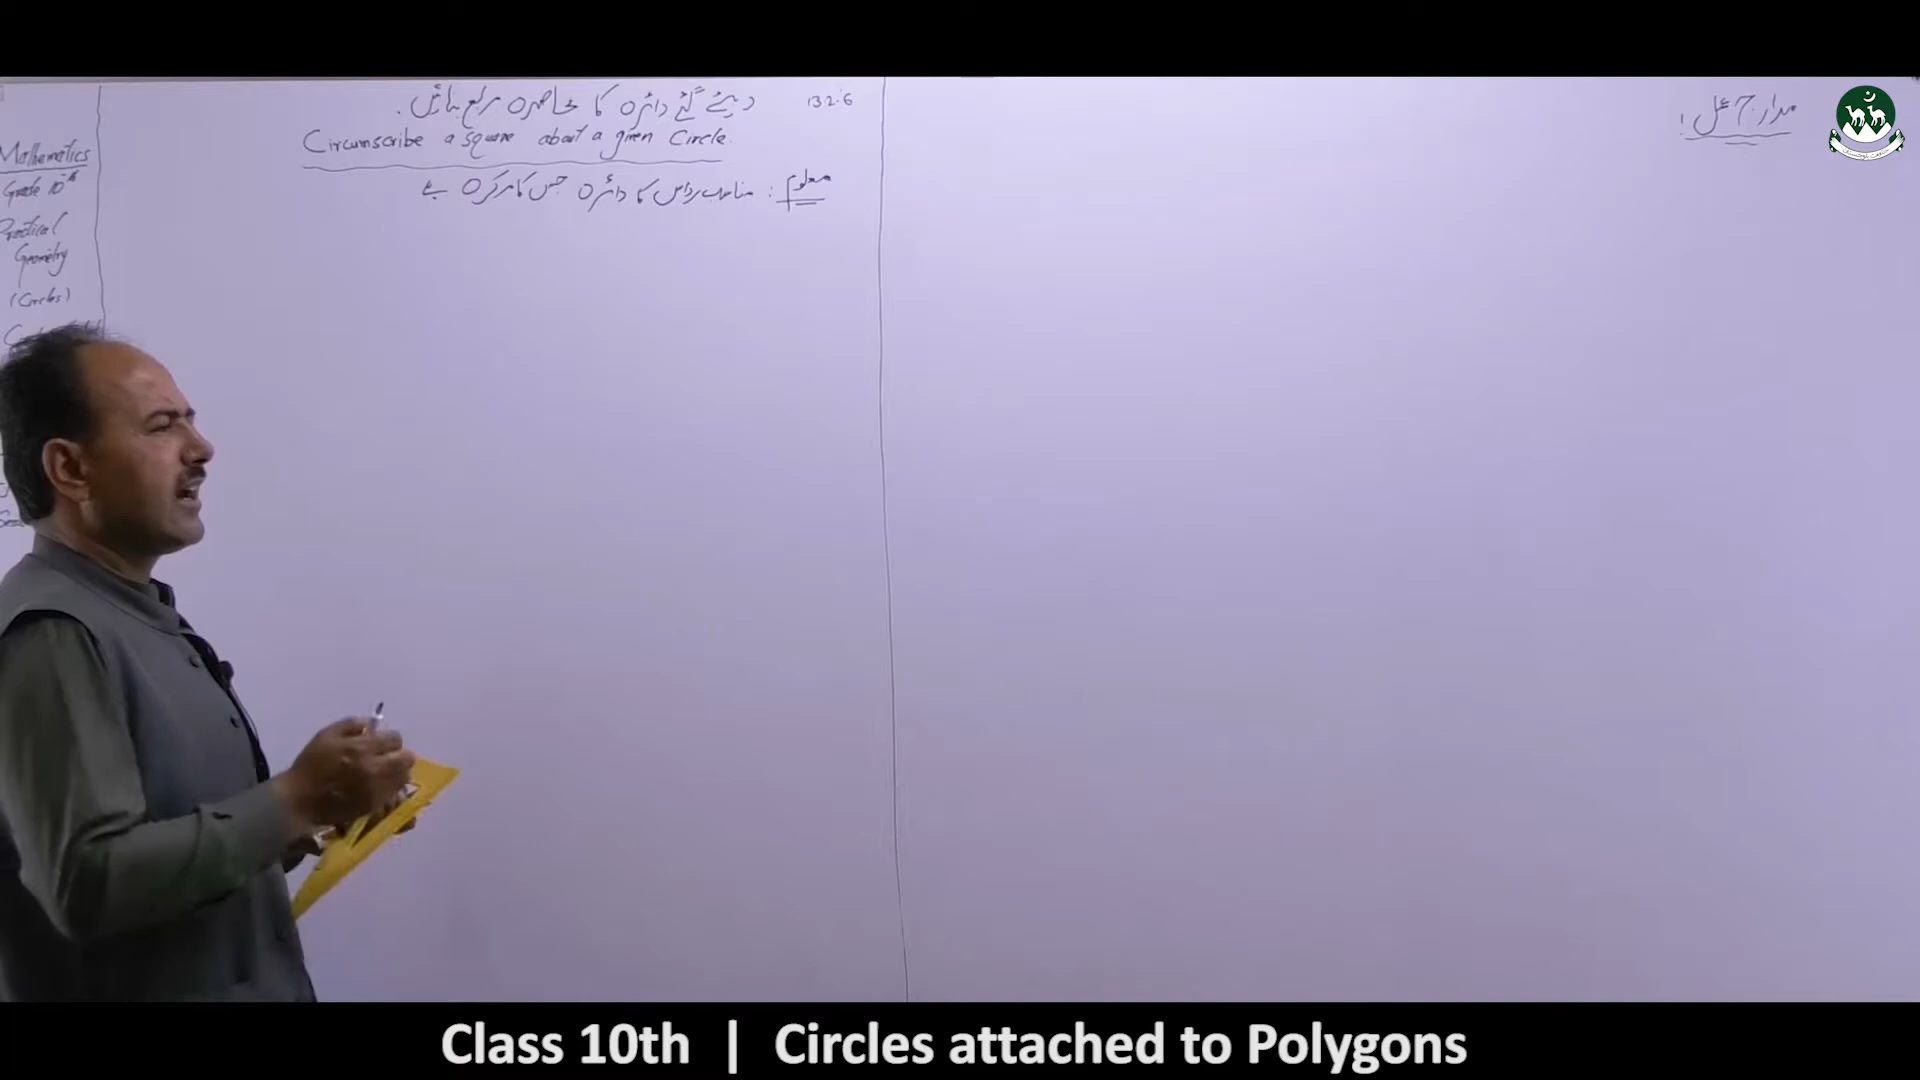 13.2.6 دیئے گئے دائرہ کا محاصرہ مربع بنائیں۔
Circumscribe a square about a given Circle.
معلوم: مناسب رداس کا دائرہ جس کا مرکز O ہے
مدارج عمل:
Mathematics
Grade 10th
Practical
Geometry
(Circles)
Class 10th | Circles attached to Polygons